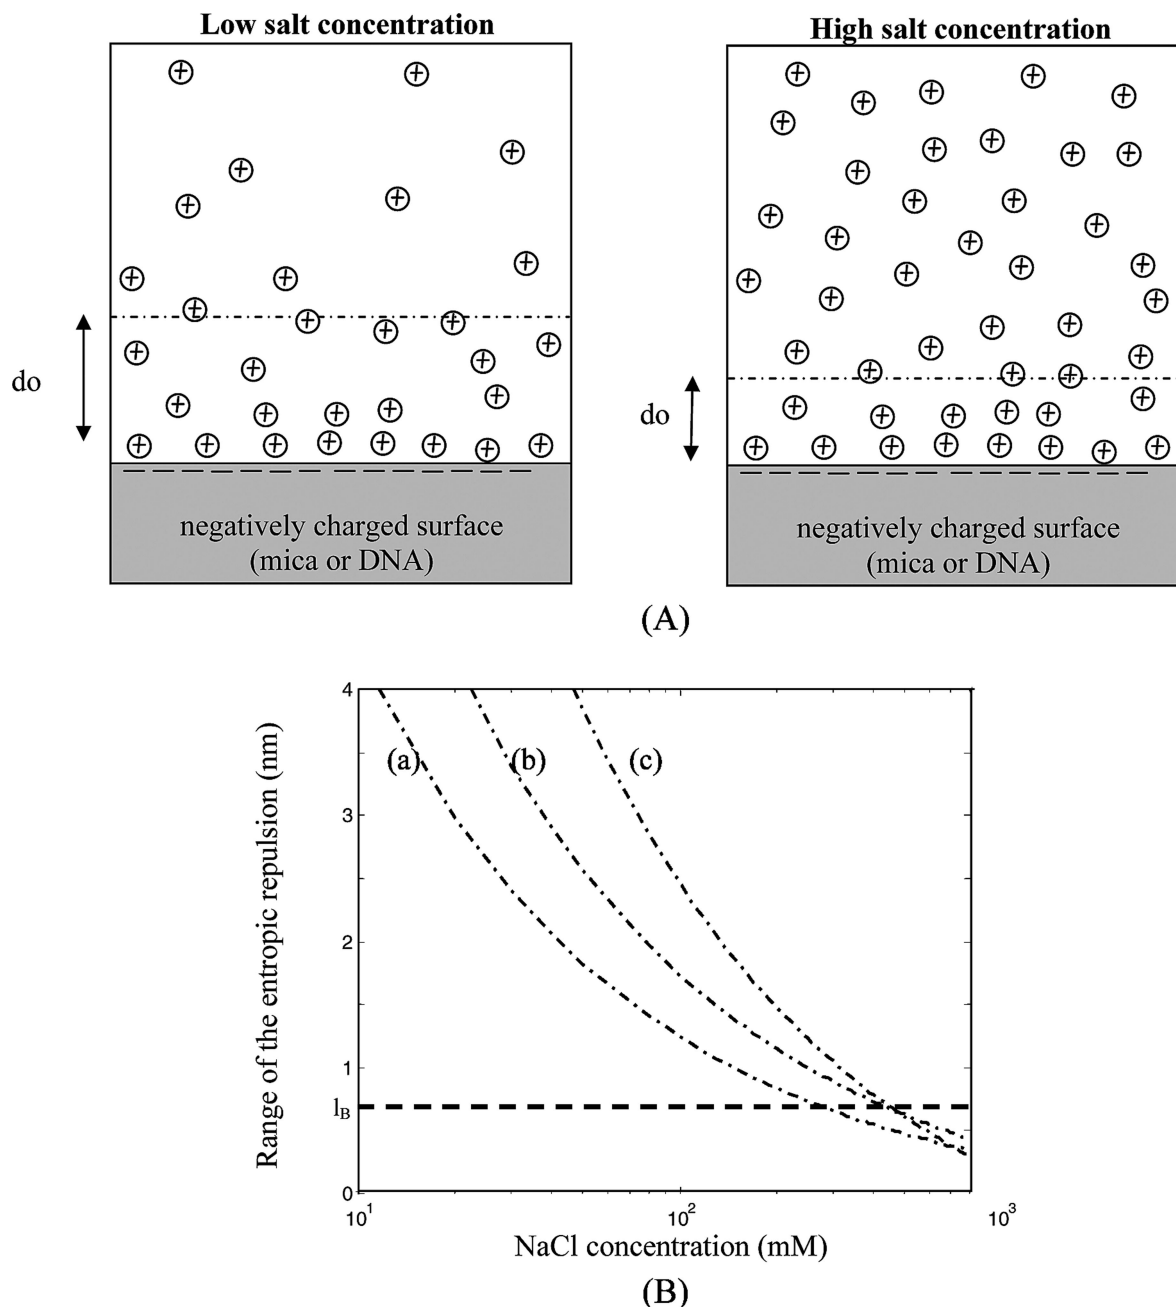 Low salt concentration
High salt concentration
do
do
negatively charged surface
(mica or DNA)
negatively charged surface
(mica or DNA)
(A)
Range of the entropic repulsion (nm)
4
3
2
1
l_B
0
(a)
(b)
(c)
10¹
10²
10³
NaCl concentration (mM)
(B)